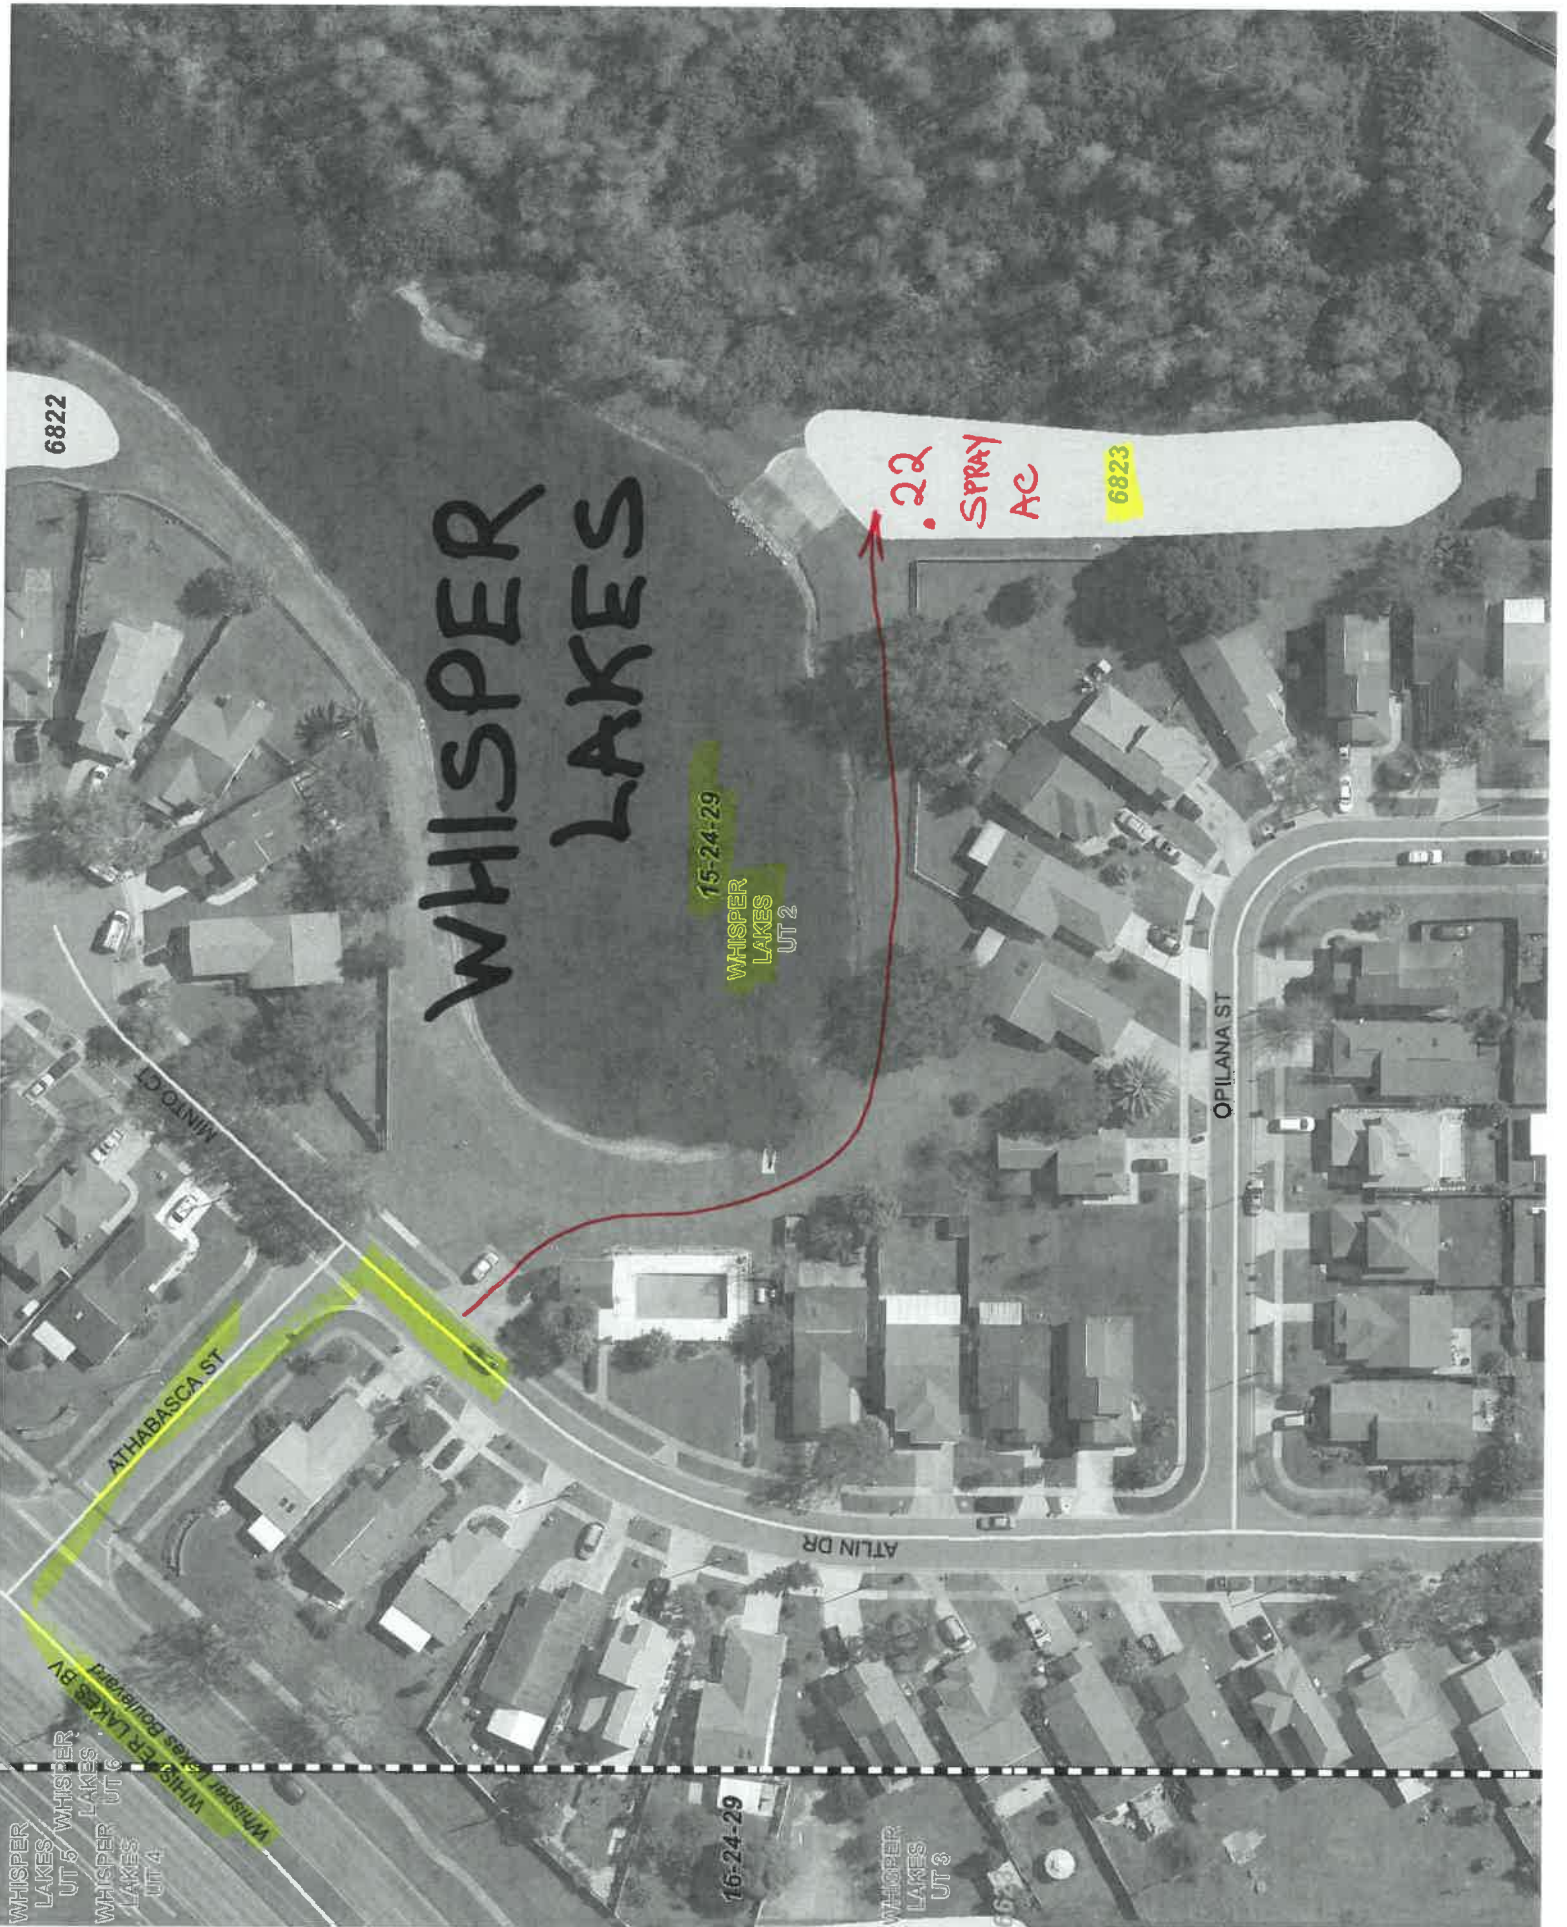 6822
WHISPER
LAKES
.22
SPRAY
AC
6823
15-24-29
WHISPER
LAKES
UT 2
MINTO CT
ATHABASCA ST
OPILANA ST
ATLIN DR
WHISPER LAKES BV
Whisper Lakes Boulevard
WHISPER
LAKES
UT 5
WHISPER
LAKES
UT 6
WHISPER
LAKES
UT 4
16-24-29
WHISPER
LAKES
UT 3